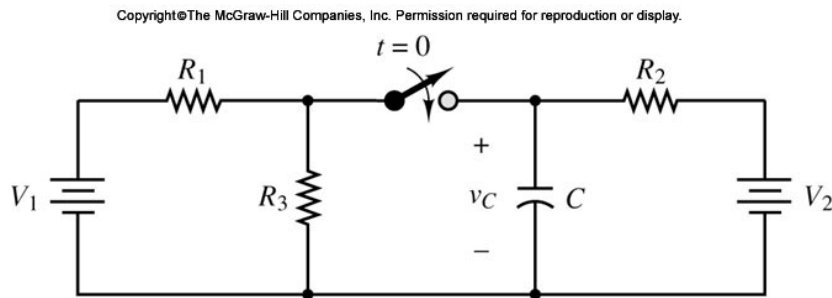 Copyright©The McGraw-Hill Companies, Inc. Permission required for reproduction or display.
t = 0
R1
R2
+
V1
R3
vC
C
V2
−